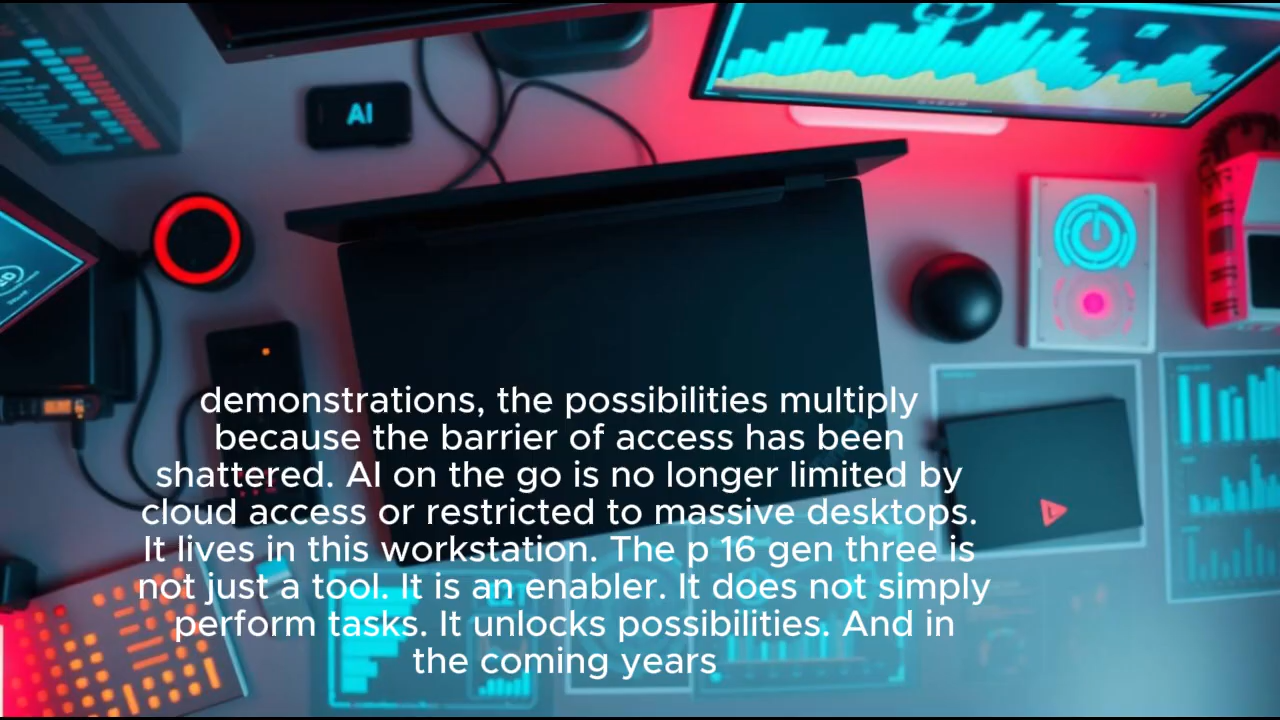 AI
demonstrations, the possibilities multiply
because the barrier of access has been
shattered. AI on the go is no longer limited by
cloud access or restricted to massive desktops.
It lives in this workstation. The p 16 gen three is
not just a tool. It is an enabler. It does not simply
perform tasks. It unlocks possibilities. And in
the coming years